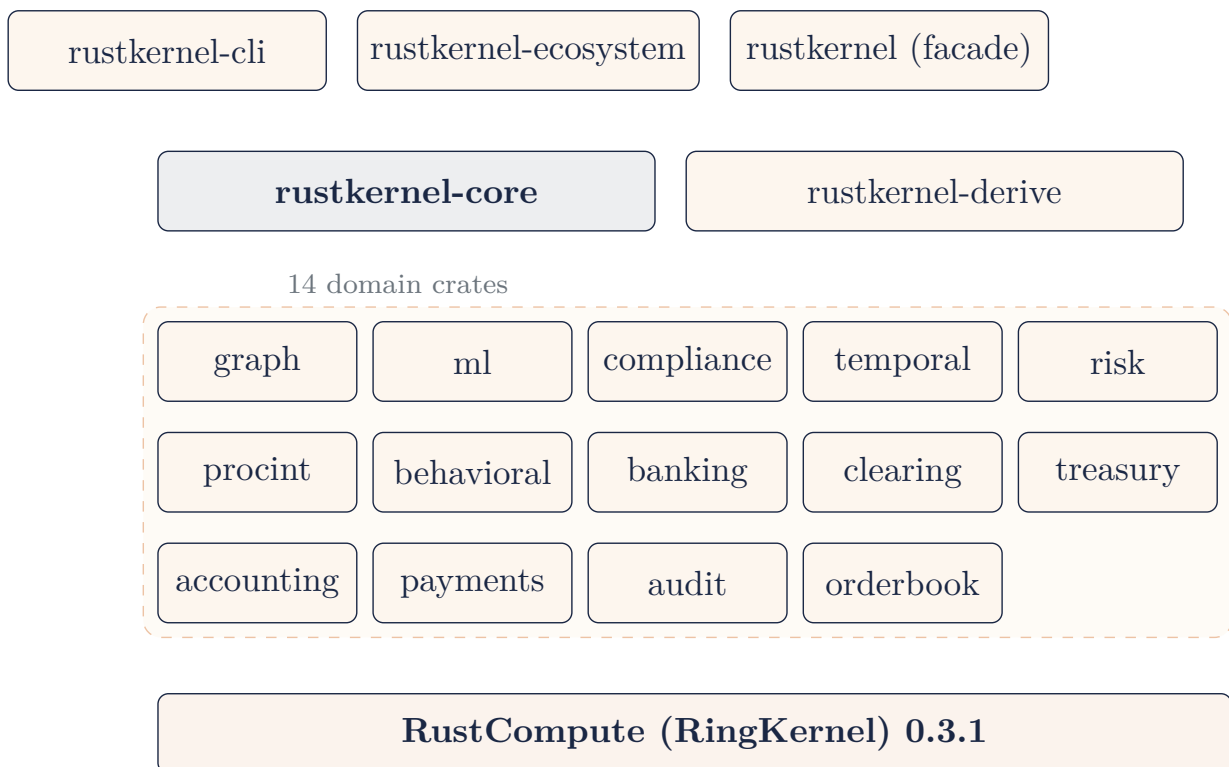 rustkernel-cli
rustkernel-ecosystem
rustkernel (facade)
rustkernel-core
rustkernel-derive
14 domain crates
graph
ml
compliance
temporal
risk
procint
behavioral
banking
clearing
treasury
accounting
payments
audit
orderbook
RustCompute (RingKernel) 0.3.1